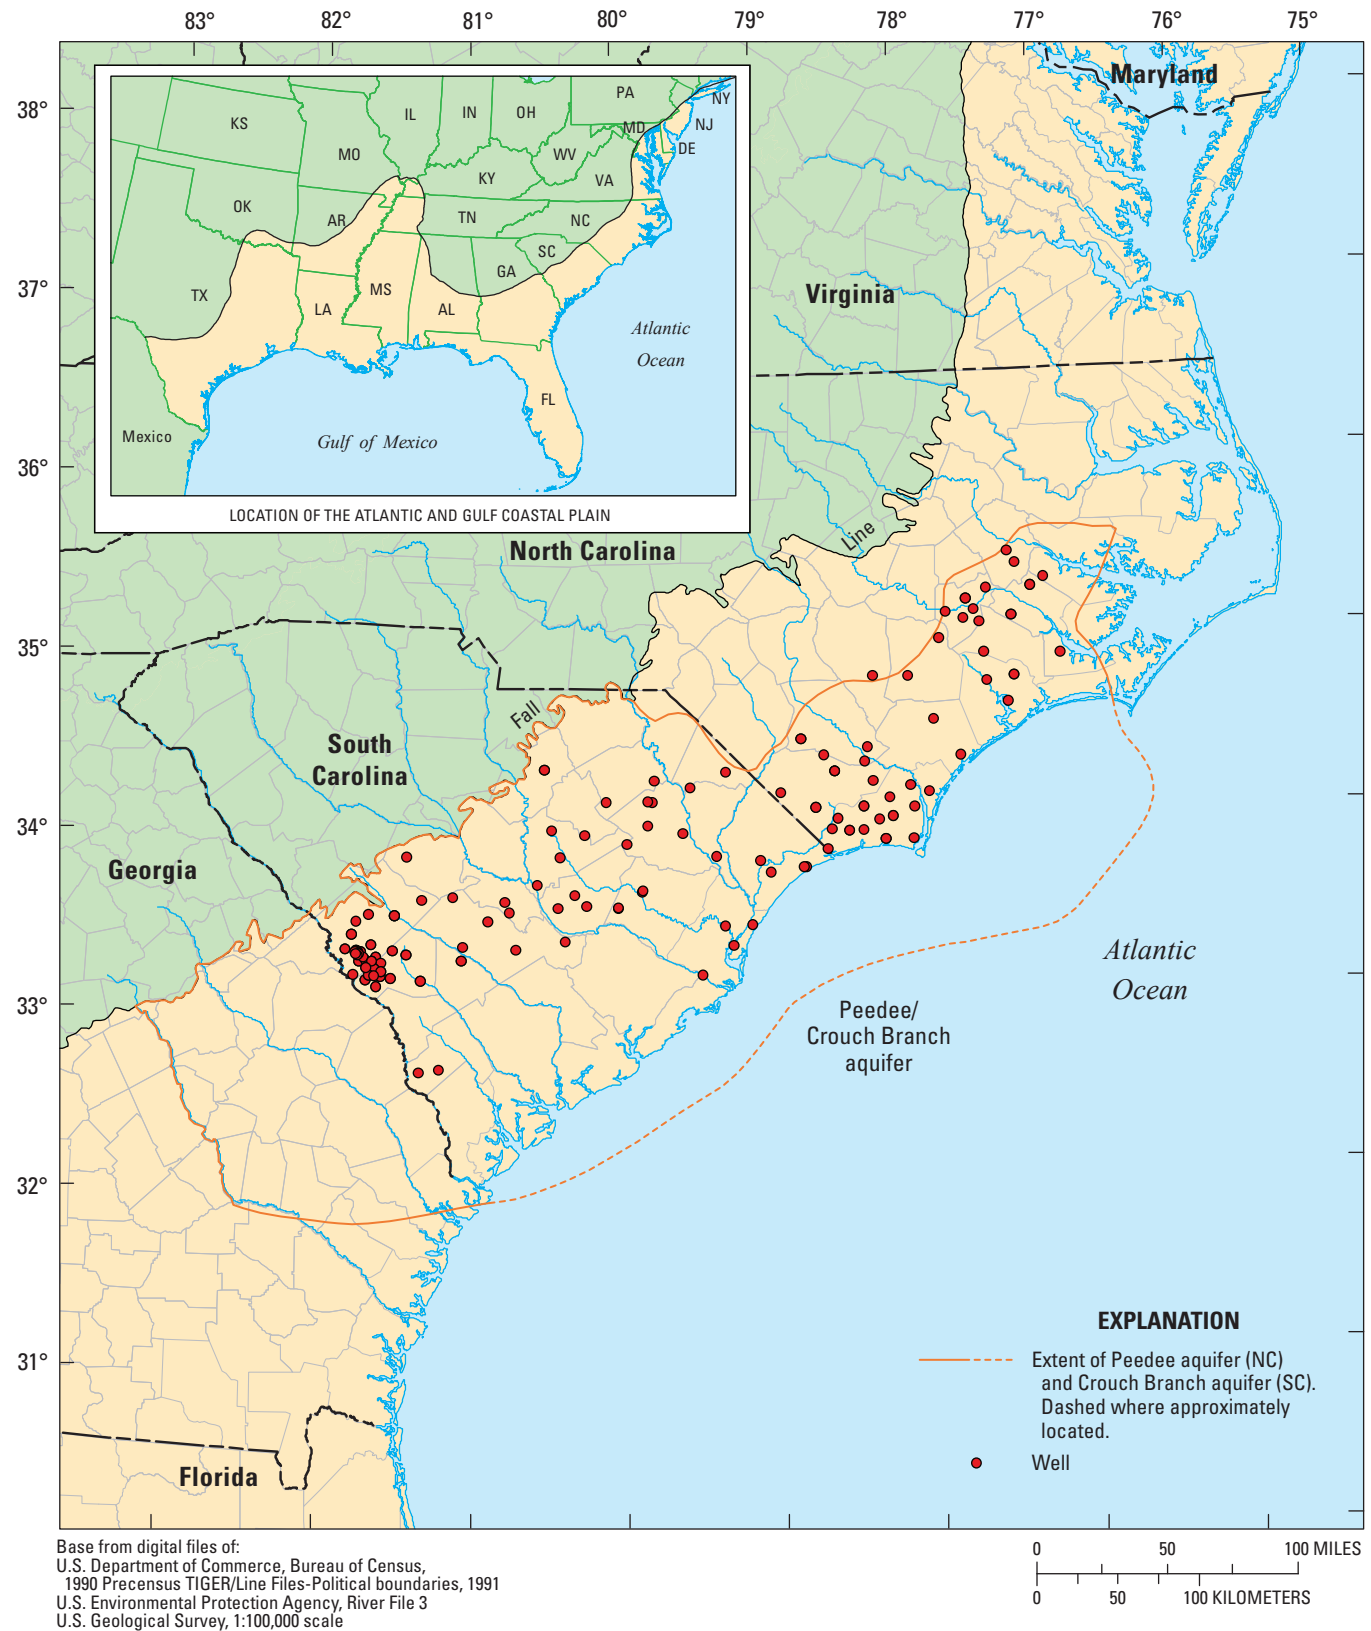 83°
82°
81°
80°
79°
78°
77°
76°
75°
38°
37°
36°
35°
34°
33°
32°
31°
KS
MO
IL
IN
OH
PA
NY
NJ
MD
DE
WV
VA
KY
OK
AR
TN
NC
SC
GA
TX
LA
MS
AL
FL
Mexico
Gulf of Mexico
Atlantic
Ocean
LOCATION OF THE ATLANTIC AND GULF COASTAL PLAIN
Maryland
Virginia
North Carolina
Line
Fall
South
Carolina
Georgia
Florida
Atlantic
Ocean
Peedee/
Crouch Branch
aquifer
EXPLANATION
Extent of Peedee aquifer (NC)
and Crouch Branch aquifer (SC).
Dashed where approximately
located.
Well
Base from digital files of:
U.S. Department of Commerce, Bureau of Census,
1990 Precensus TIGER/Line Files-Political boundaries, 1991
U.S. Environmental Protection Agency, River File 3
U.S. Geological Survey, 1:100,000 scale
0 50 100 MILES
0 50 100 KILOMETERS